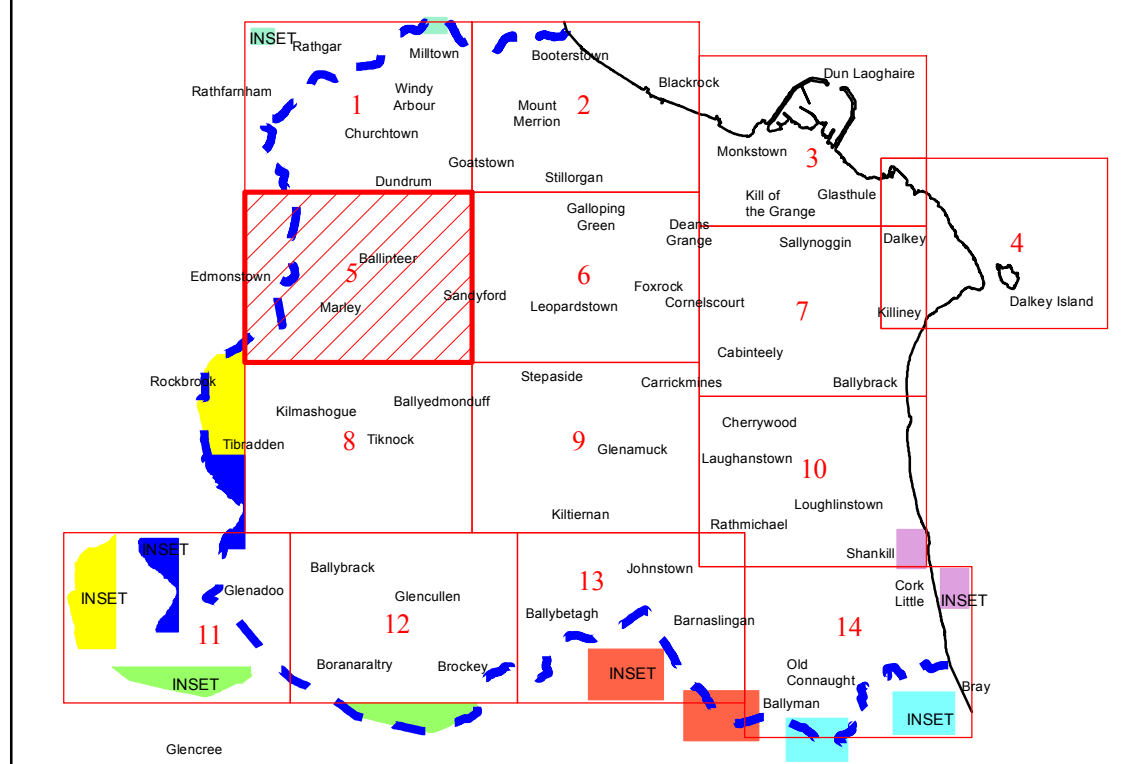 INSET
Rathgar
Milltown
Booterstown
Rathfarnham
Windy
Arbour
1
Churchtown
Mount
Merrion
2
Blackrock
Dun Laoghaire
Goatstown
Dundrum
Stillorgan
Monkstown
3
Kill of
the Grange
Glasthule
Galloping
Green
Deans
Grange
Sallynoggin
Dalkey
4
Dalkey Island
Edmonstown
Ballinteer
5
Marley
Sandyford
6
Leopardstown
Foxrock
Cornelscourt
7
Killiney
Cabinteely
Ballybrack
Rockbrook
Kilmashogue
Ballyedmonduff
Stepaside
Carrickmines
Tibradden
8
Tiknock
9
Glenamuck
Kiltiernan
Cherrywood
Laughanstown
10
Loughlinstown
Rathmichael
Shankill
INSET
INSET
Glenadoo
11
INSET
Ballybrack
Glencullen
12
Boranaraltry
Brockey
13
Johnstown
Ballybetagh
Barnaslingan
INSET
Cork
Little
INSET
14
Old
Connaught
Bray
Ballyman
INSET
Glencree